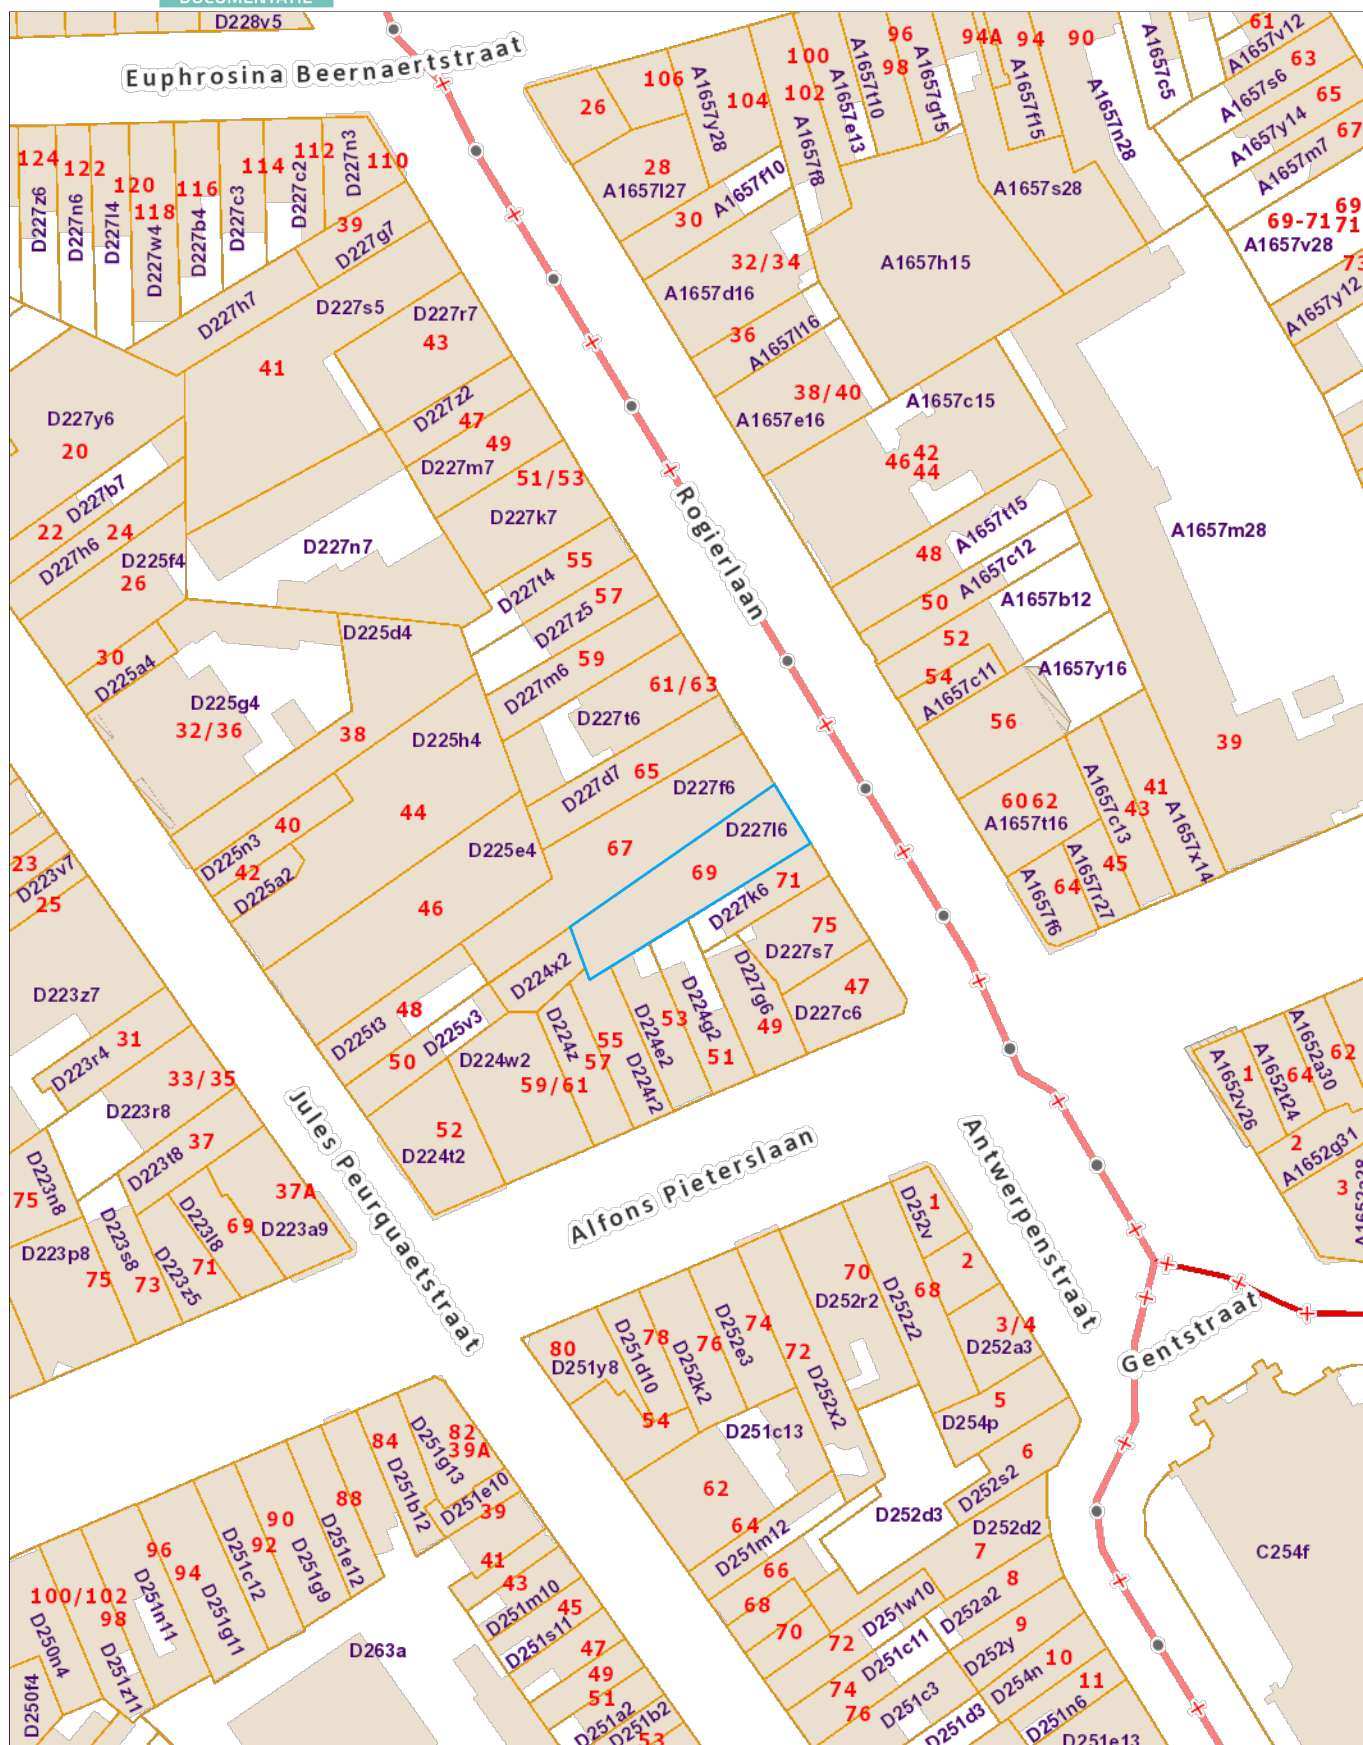 DOCUMENTATIE
D228v5
Euphrosina Beernaertstraat
Rogierlaan
Jules Peurquaetstraat
Alfons Pieterslaan
Antwerpenstraat
Gentstraat
124
122
120
118
116
114
112
110
D227z6
D227n6
D227l4
D227w4
D227b4
D227c3
D227c2
D227n3
39
D227g7
D227h7
D227s5
41
D227r7
43
D227z2
47
49
D227m7
51/53
D227k7
D227y6
20
D227b7
22
24
D227h6
D225f4
26
D227n7
D227t4
55
57
D227z5
59
D227m6
61/63
D227t6
65
D227d7
D227f6
67
D227l6
69
71
D227k6
75
D227s7
47
D227c6
D227g6
49
D225d4
30
D225a4
D225g4
32/36
38
D225h4
44
D225n3
40
42
D225a2
D225e4
46
48
D225t3
D225v3
50
D224x2
D224w2
D224z
55
57
59/61
D224e2
53
D224r2
D224g2
51
52
D224t2
23
D223v7
25
D223z7
31
D223r4
33/35
D223r8
37
D223t8
37A
D223a9
69
D223l8
71
D223z5
73
D223s8
75
D223n8
D223p8
75
26
106
A1657y28
104
100
102
A1657f8
A1657e13
A1657t10
96
98
A1657g15
94A
94
A1657f15
90
A1657n28
A1657c5
61
A1657v12
63
A1657s6
65
A1657y14
67
A1657m7
69-71
69
71
A1657v28
73
A1657y12
28
A1657l27
A1657f10
30
32/34
A1657d16
36
A1657l16
38/40
A1657e16
A1657h15
A1657s28
A1657c15
42
46
44
A1657t15
48
A1657c12
50
A1657b12
52
54
A1657c11
A1657y16
56
A1657m28
39
60
62
A1657t16
A1657c13
43
41
A1657x14
45
64
A1657r27
A1657f6
A1652v26
1
A1652t24
64
A1652a30
62
2
A1652g31
3
80
D251y8
78
D251d10
76
D252k2
D252e3
74
72
D252x2
70
D252r2
D252z2
68
D252v
1
2
3/4
D252a3
5
D254p
6
D252s2
54
D251c13
62
64
D251m12
66
68
70
72
74
76
D252d3
D252d2
7
8
D251w10
D252a2
9
D251c11
D252y
10
D254n
11
D251c3
D251d3
D251n6
D251e13
C254f
82
39A
D251g13
84
D251b12
D251e10
39
88
D251e12
90
92
D251g9
D251c12
96
94
D251g11
D251n11
100/102
98
D251z11
D250n4
D250f4
41
43
D251m10
45
D251s11
47
49
51
D251a2
D251b2
53
D263a